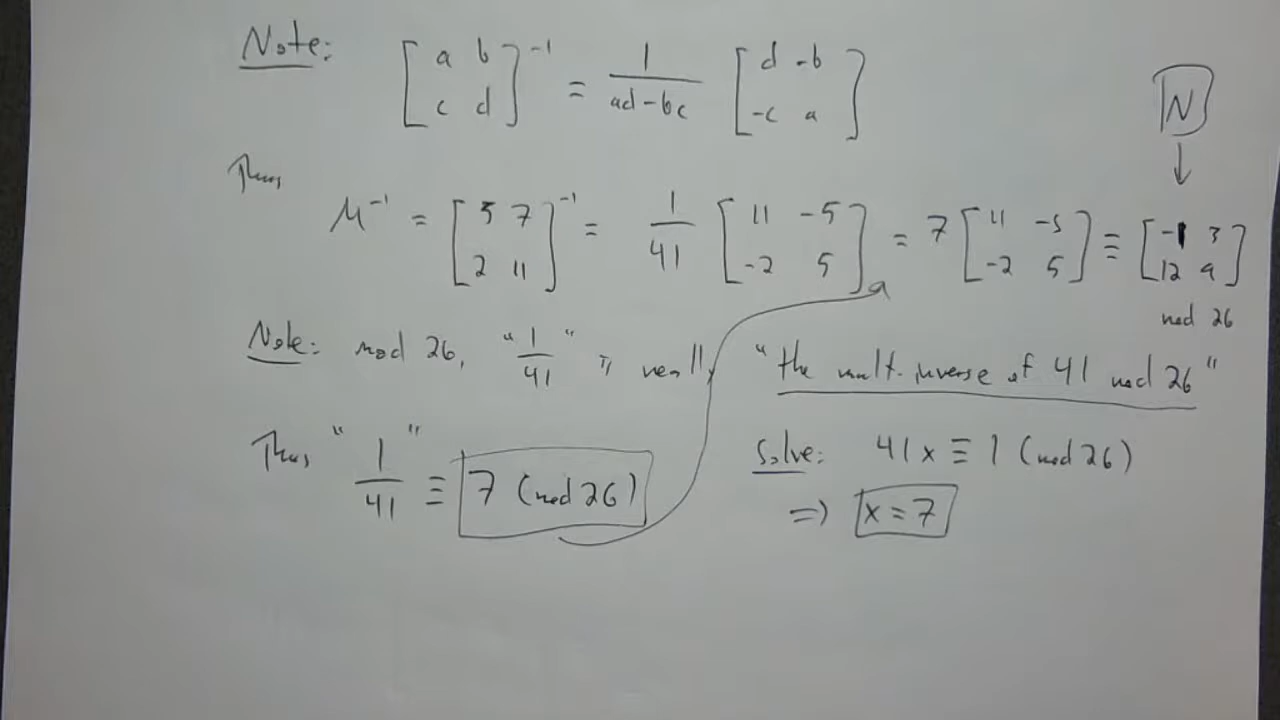 Note: [a b; c d]^-1 = 1/(ad-bc) [d -b; -c a]
N
↓
Thus M^-1 = [5 7; 2 11]^-1 = 1/41 [11 -5; -2 5] = 7 [11 -5; -2 5] ≡ [-1 3; 12 9] mod 26
Note: mod 26, "1/41" is really "the mult. inverse of 41 mod 26"
Thus "1/41" ≡ 7 (mod 26)
Solve: 41x ≡ 1 (mod 26)
=> x = 7